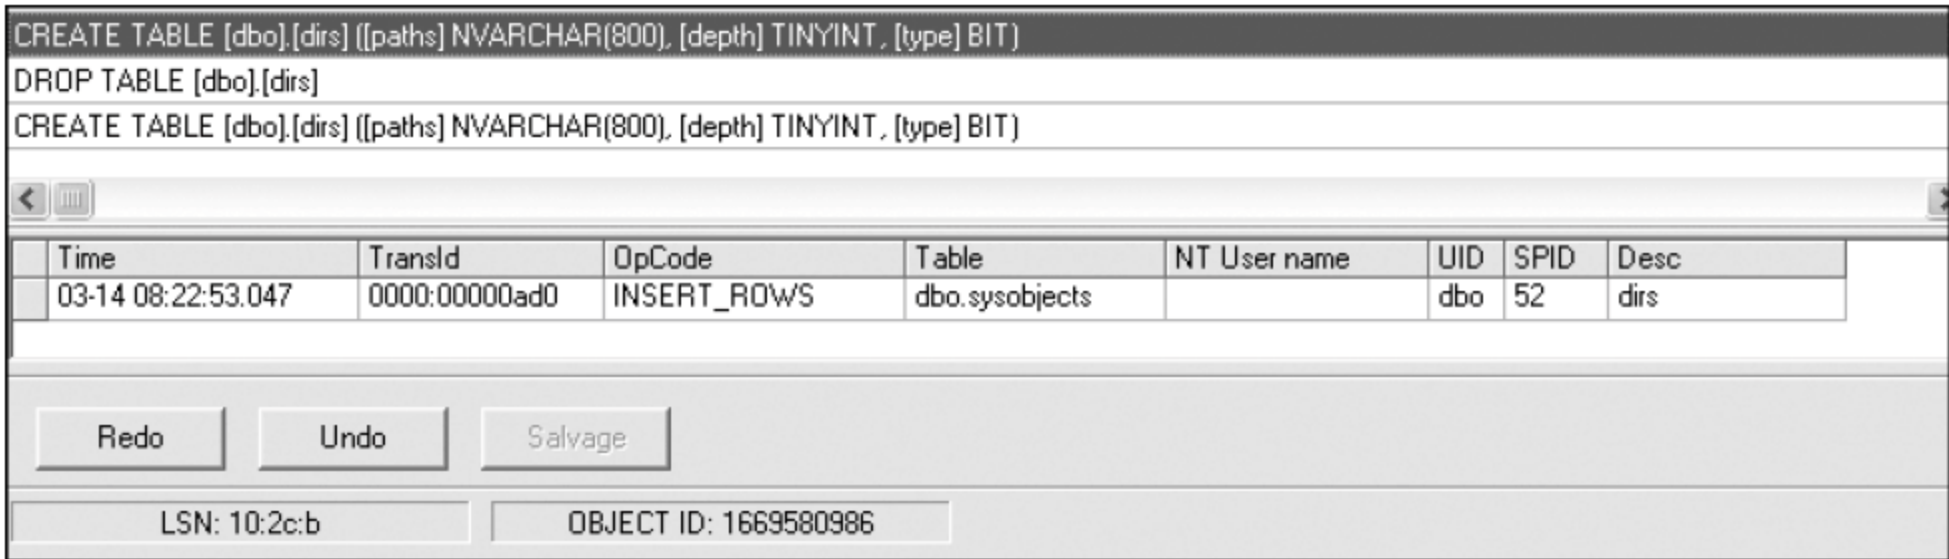 CREATE TABLE [dbo].[dirs] ([paths] NVARCHAR(800), [depth] TINYINT, [type] BIT)
DROP TABLE [dbo].[dirs]
CREATE TABLE [dbo].[dirs] ([paths] NVARCHAR(800), [depth] TINYINT, [type] BIT)
Time TransId OpCode Table NT User name UID SPID Desc
03-14 08:22:53.047 0000:00000ad0 INSERT_ROWS dbo.sysobjects dbo 52 dirs
Redo Undo Salvage
LSN: 10:2c:b OBJECT ID: 1669580986